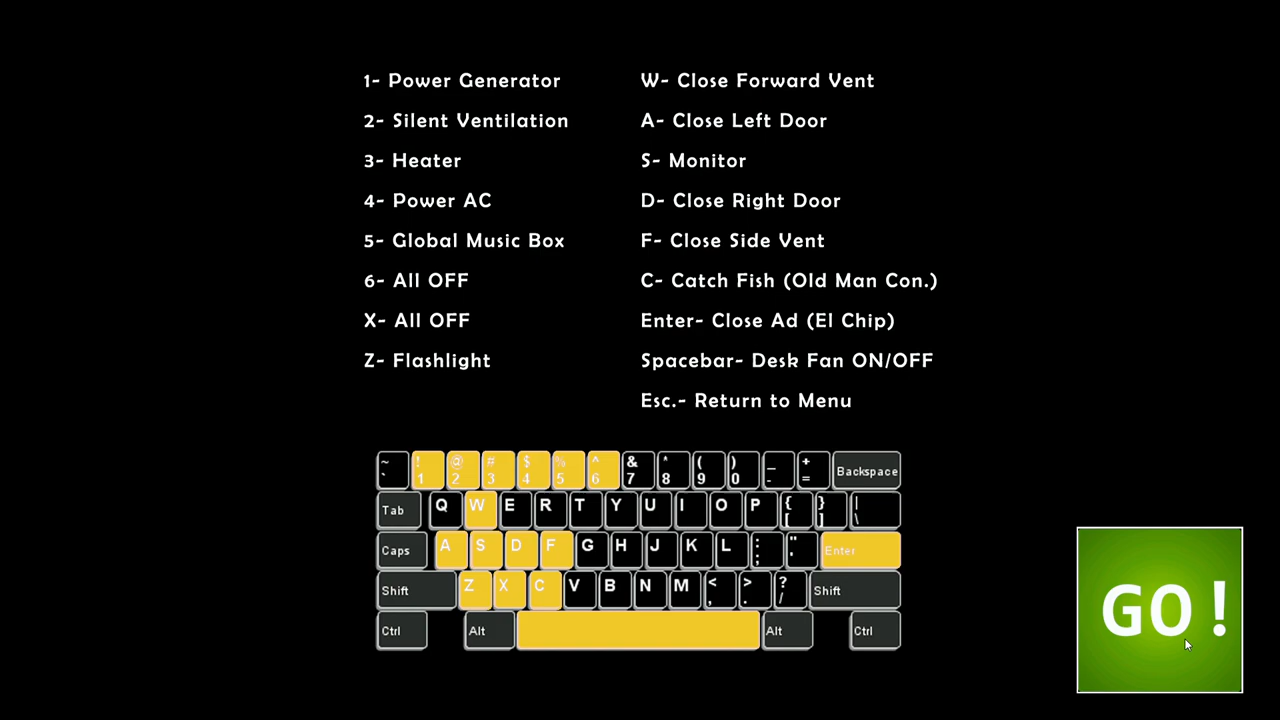 1- Power Generator
2- Silent Ventilation
3- Heater
4- Power AC
5- Global Music Box
6- All OFF
X- All OFF
Z- Flashlight
W- Close Forward Vent
A- Close Left Door
S- Monitor
D- Close Right Door
F- Close Side Vent
C- Catch Fish (Old Man Con.)
Enter- Close Ad (El Chip)
Spacebar- Desk Fan ON/OFF
Esc.- Return to Menu
~ ! @ # $ % ^ & * ( ) _ +
` 1 2 3 4 5 6 7 8 9 0 - = Backspace
Tab Q W E R T Y U I O P { [ } ] | \
Caps A S D F G H J K L : ; " ' Enter
Shift Z X C V B N M < , > . ? / Shift
Ctrl Alt Alt Ctrl
GO!